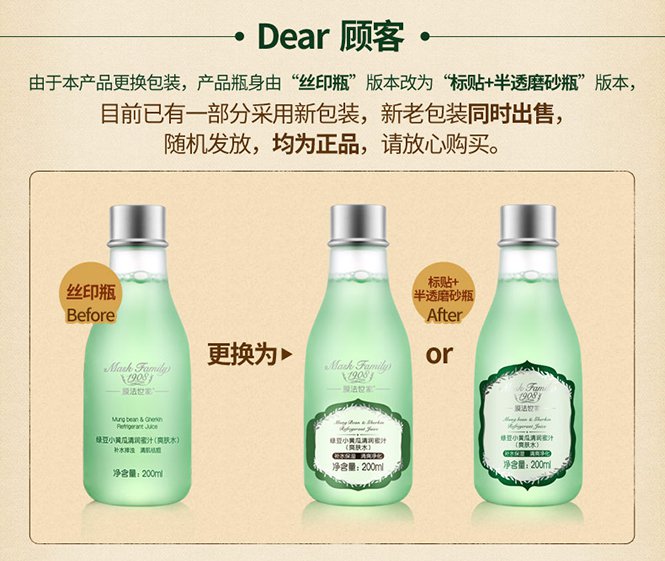 Dear 顾客
由于本产品更换包装，产品瓶身由“丝印瓶”版本改为“标贴+半透磨砂瓶”版本，
目前已有一部分采用新包装，新老包装同时出售，
随机发放，均为正品，请放心购买。
丝印瓶
Before
Mask Family
1908
膜法世家
Mung bean & Gherkin
Refrigerant Juice
绿豆小黄瓜清润蜜汁（爽肤水）
净含量：200ml
更换为
Mask Family
1908
膜法世家
Mung Bean & Gherkin
Refrigerant Juice
绿豆小黄瓜清润蜜汁
（爽肤水）
补水保湿 清爽净化
净含量：200ml
or
标贴+
半透磨砂瓶
After
Mask Family
1908
膜法世家
Mung bean & Gherkin
Refrigerant Juice
绿豆小黄瓜清润蜜汁
（爽肤水）
补水保湿 清爽净化
净含量：200ml